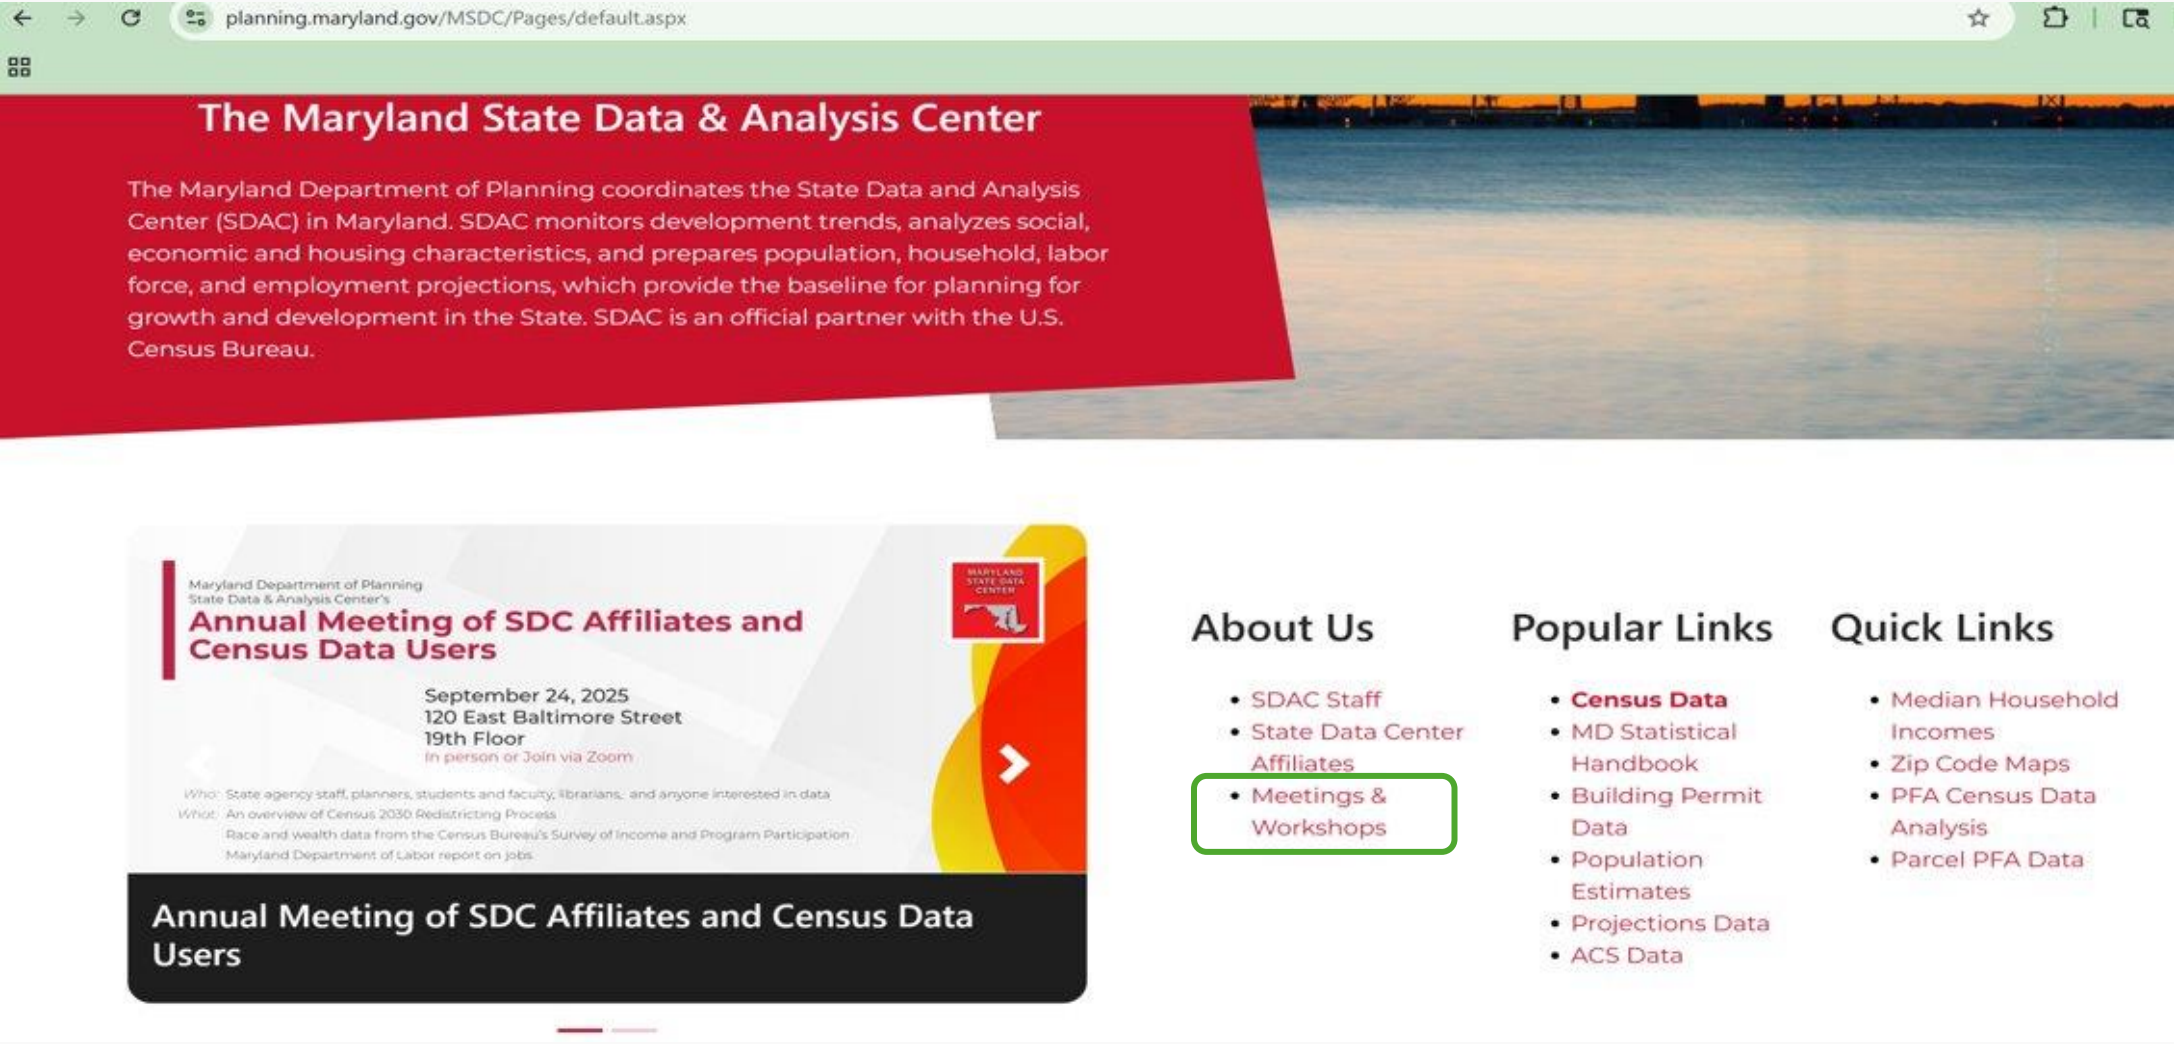 planning.maryland.gov/MSDC/Pages/default.aspx
The Maryland State Data & Analysis Center
The Maryland Department of Planning coordinates the State Data and Analysis
Center (SDAC) in Maryland. SDAC monitors development trends, analyzes social,
economic and housing characteristics, and prepares population, household, labor
force, and employment projections, which provide the baseline for planning for
growth and development in the State. SDAC is an official partner with the U.S.
Census Bureau.
Maryland Department of Planning
State Data & Analysis Center's
Annual Meeting of SDC Affiliates and
Census Data Users
MARYLAND
STATE DATA
CENTER
September 24, 2025
120 East Baltimore Street
19th Floor
In person or Join via Zoom
Who: State agency staff, planners, students and faculty, librarians, and anyone interested in data
What: An overview of Census 2030 Redistricting Process
Race and wealth data from the Census Bureau's Survey of Income and Program Participation
Maryland Department of Labor report on jobs
Annual Meeting of SDC Affiliates and Census Data
Users
About Us
SDAC Staff
State Data Center
Affiliates
Meetings &
Workshops
Popular Links
Census Data
MD Statistical
Handbook
Building Permit
Data
Population
Estimates
Projections Data
ACS Data
Quick Links
Median Household
Incomes
Zip Code Maps
PFA Census Data
Analysis
Parcel PFA Data